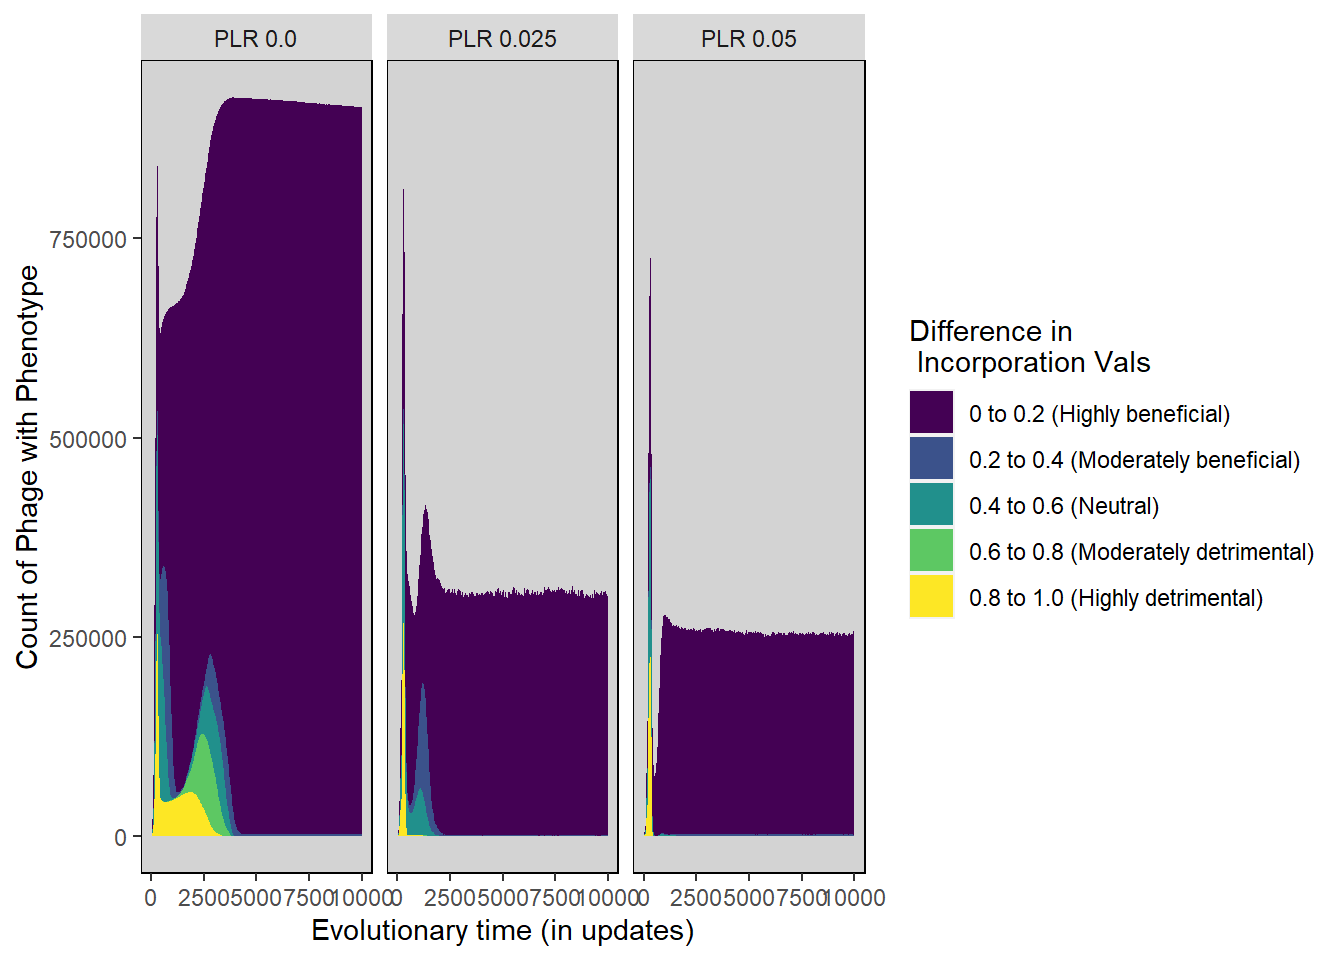 PLR 0.0 PLR 0.025 PLR 0.05
Count of Phage with Phenotype
750000
500000
250000
0
0 2500 5000 7500 10000 0 2500 5000 7500 10000 0 2500 5000 7500 10000
Evolutionary time (in updates)
Difference in
Incorporation Vals
0 to 0.2 (Highly beneficial)
0.2 to 0.4 (Moderately beneficial)
0.4 to 0.6 (Neutral)
0.6 to 0.8 (Moderately detrimental)
0.8 to 1.0 (Highly detrimental)